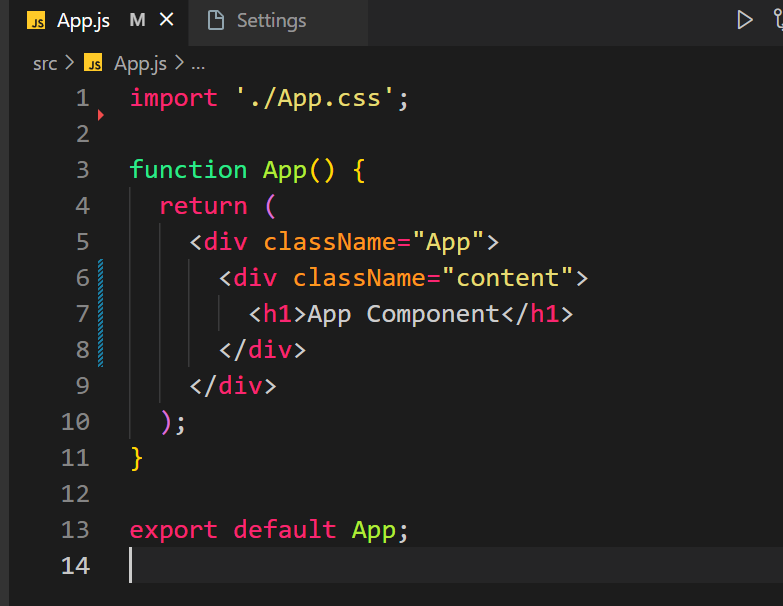 JS App.js M × Settings
src > JS App.js > ...
1 import './App.css';
2
3 function App() {
4   return (
5     <div className="App">
6       <div className="content">
7         <h1>App Component</h1>
8       </div>
9     </div>
10   );
11 }
12
13 export default App;
14